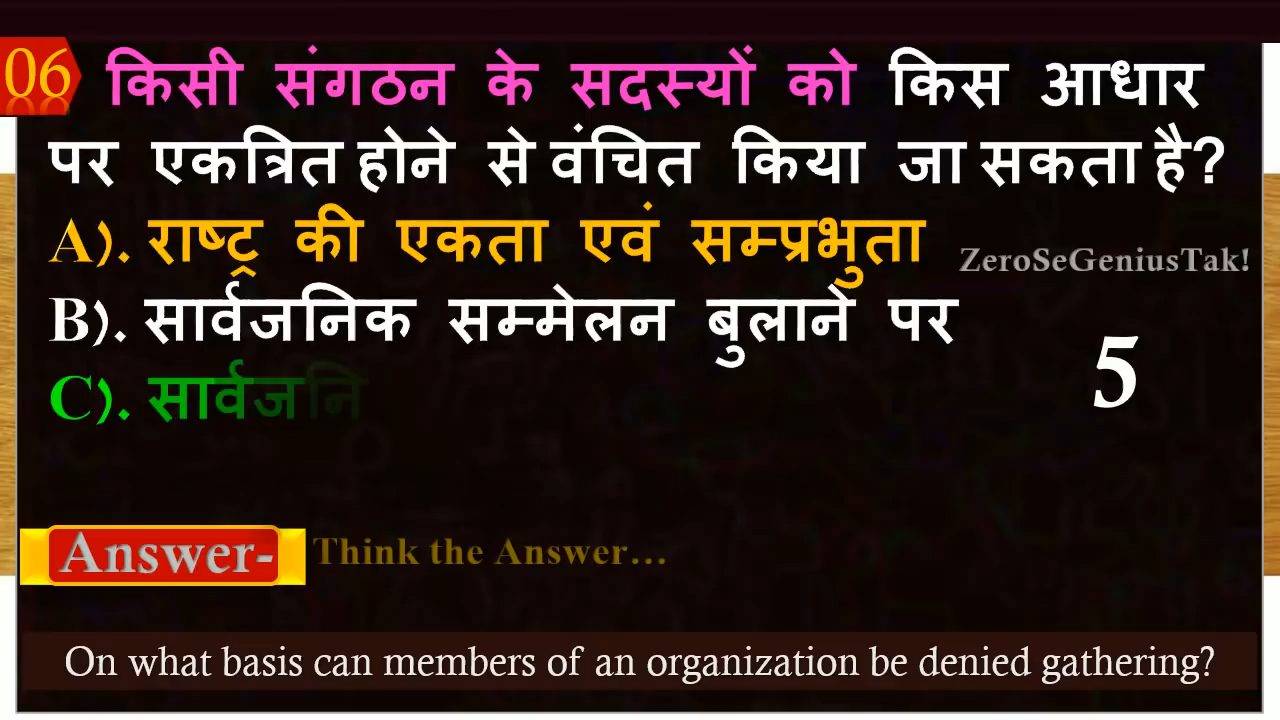 06 किसी संगठन के सदस्यों को किस आधार
पर एकत्रित होने से वंचित किया जा सकता है?
A). राष्ट्र की एकता एवं सम्प्रभुता
ZeroSeGeniusTak!
B). सार्वजनिक सम्मेलन बुलाने पर
5
C). सार्वजनि
Answer- Think the Answer...
On what basis can members of an organization be denied gathering?